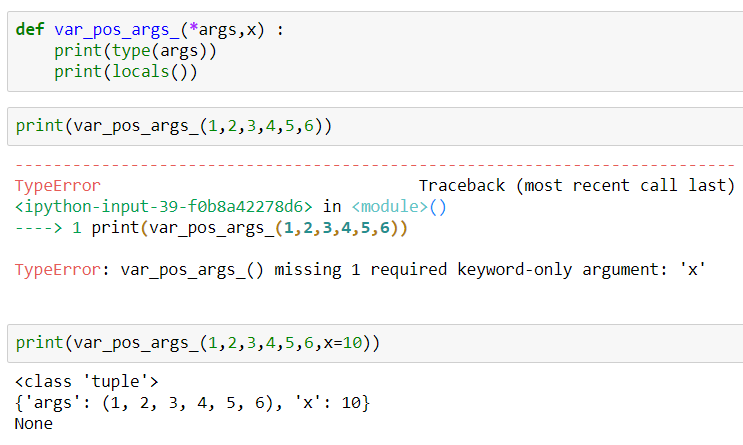 def var_pos_args_(*args,x) :
    print(type(args))
    print(locals())
print(var_pos_args_(1,2,3,4,5,6))
---------------------------------------------------------------------------
TypeError                                 Traceback (most recent call last)
<ipython-input-39-f0b8a42278d6> in <module>()
----> 1 print(var_pos_args_(1,2,3,4,5,6))
TypeError: var_pos_args_() missing 1 required keyword-only argument: 'x'
print(var_pos_args_(1,2,3,4,5,6,x=10))
<class 'tuple'>
{'args': (1, 2, 3, 4, 5, 6), 'x': 10}
None